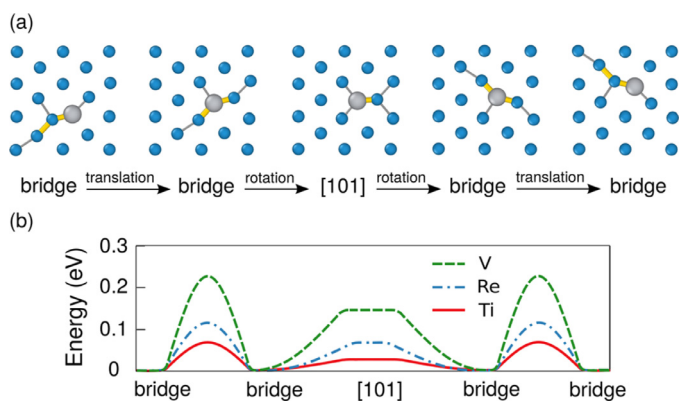 (a)
bridge translation bridge rotation [101] rotation bridge translation bridge
(b)
Energy (eV)
0.3
0.2
0.1
0
V
Re
Ti
bridge bridge [101] bridge bridge